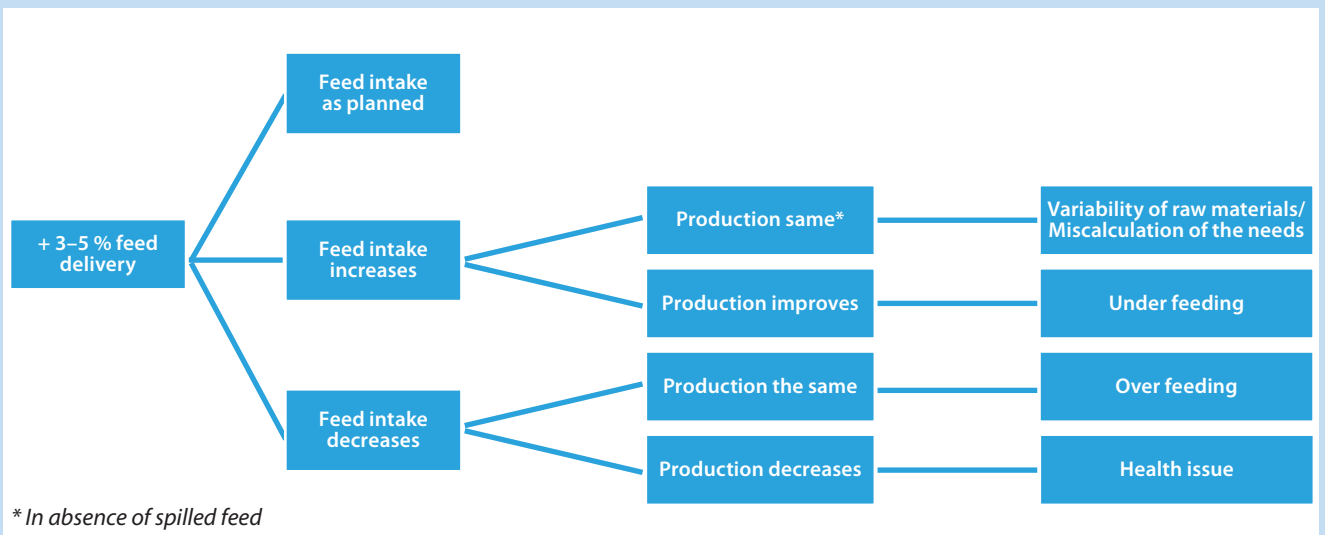 Feed intake
as planned
+ 3–5 % feed
delivery
Feed intake
increases
Production same*
Variability of raw materials/
Miscalculation of the needs
Production improves
Under feeding
Feed intake
decreases
Production the same
Over feeding
Production decreases
Health issue
* In absence of spilled feed